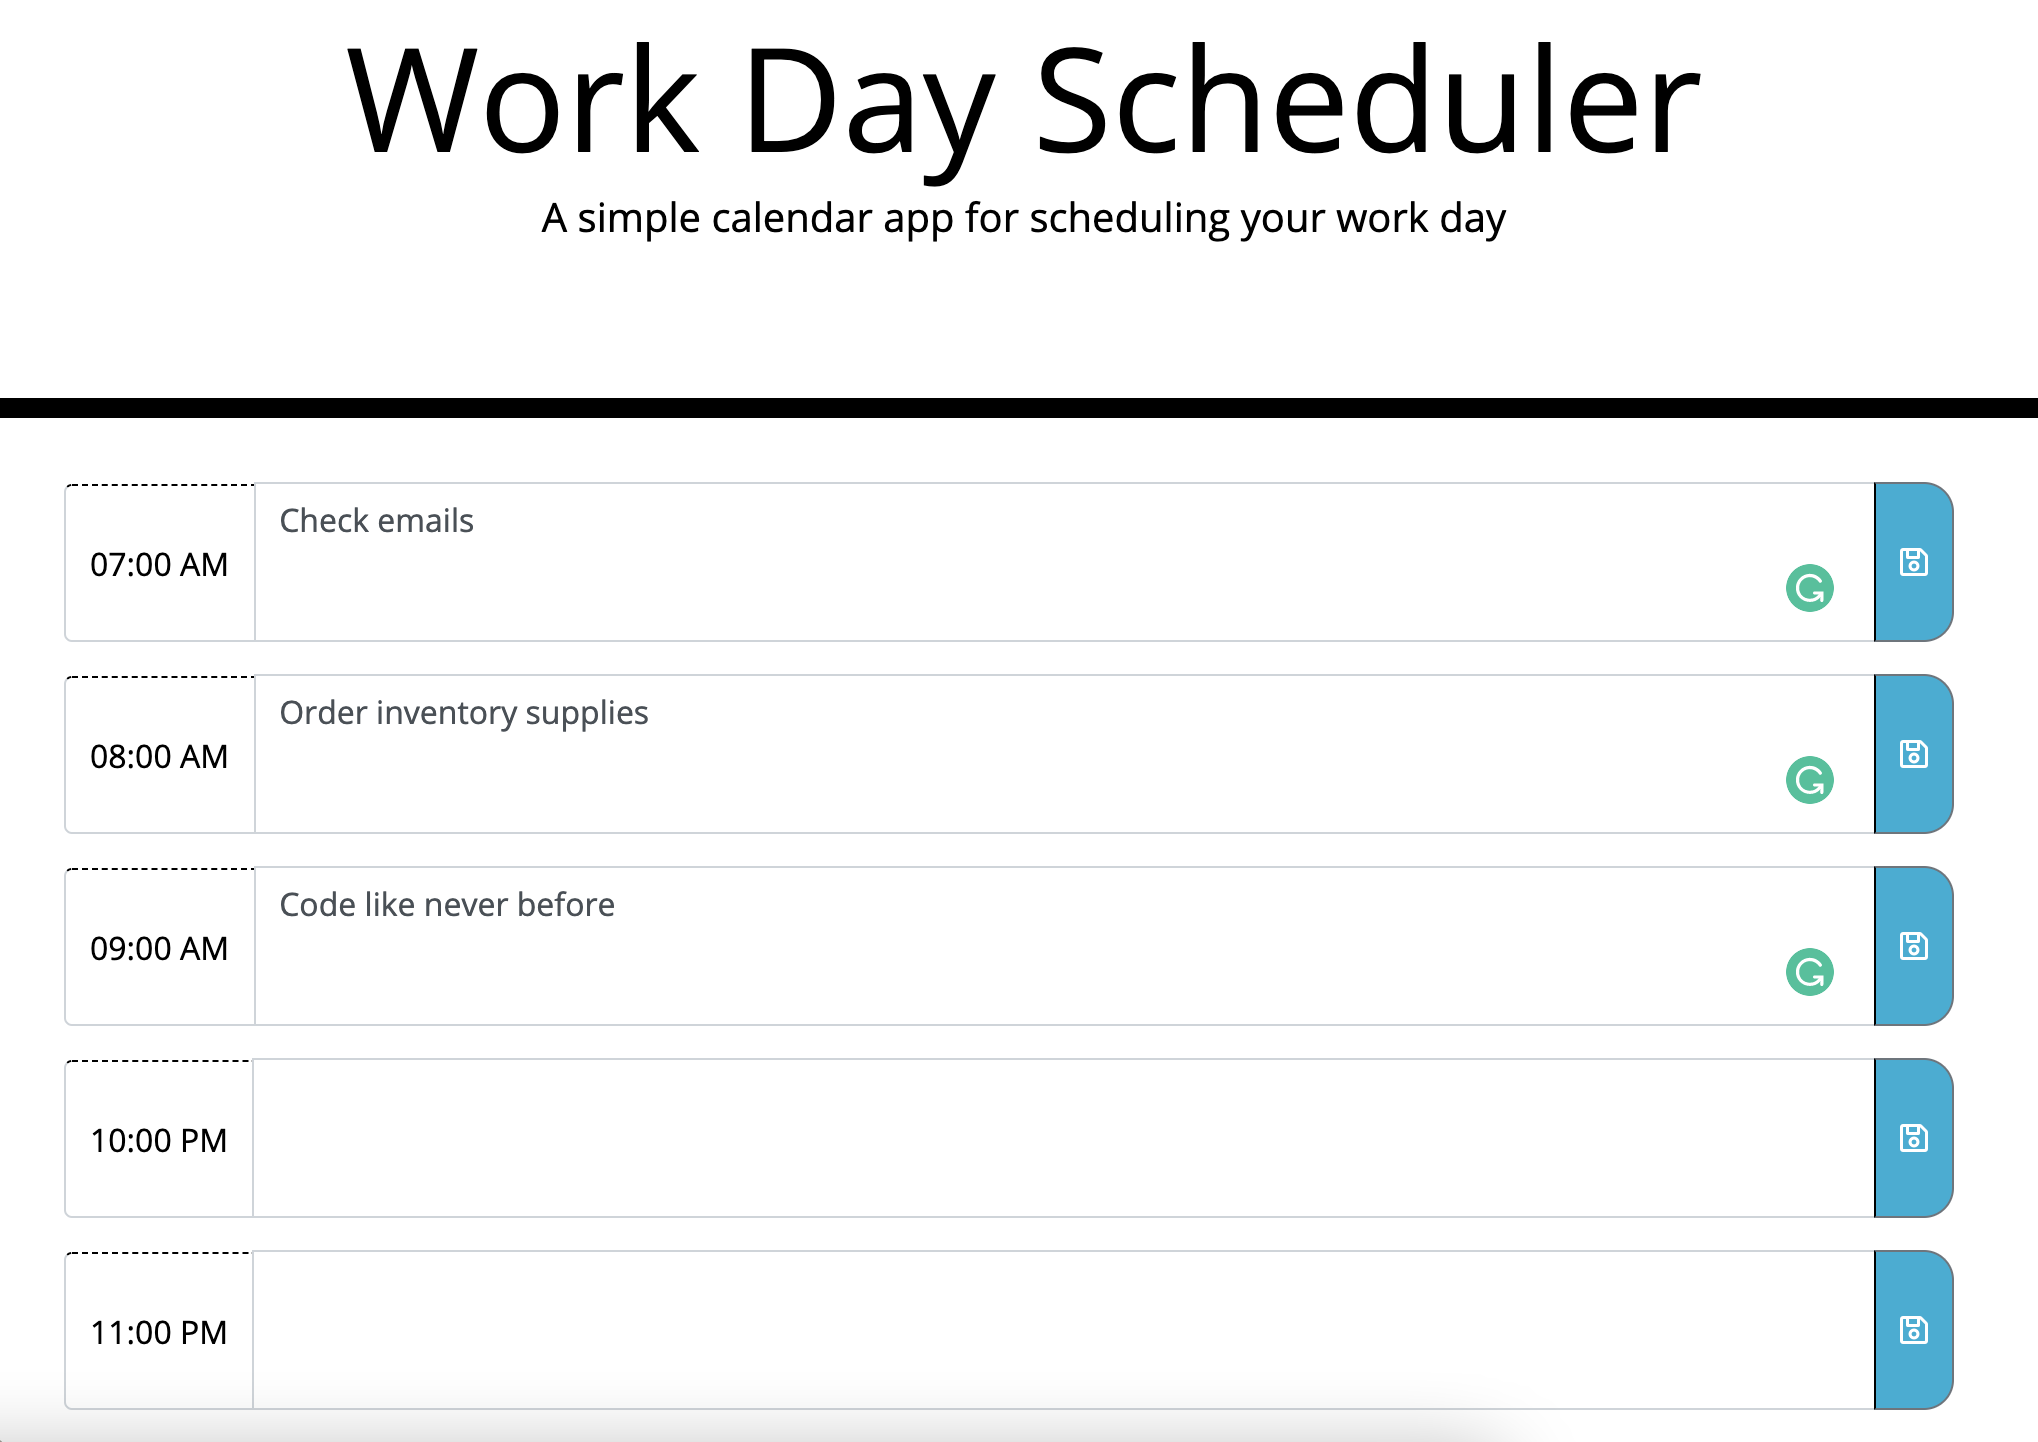 Work Day Scheduler
A simple calendar app for scheduling your work day
07:00 AM
Check emails
08:00 AM
Order inventory supplies
09:00 AM
Code like never before
10:00 PM
11:00 PM